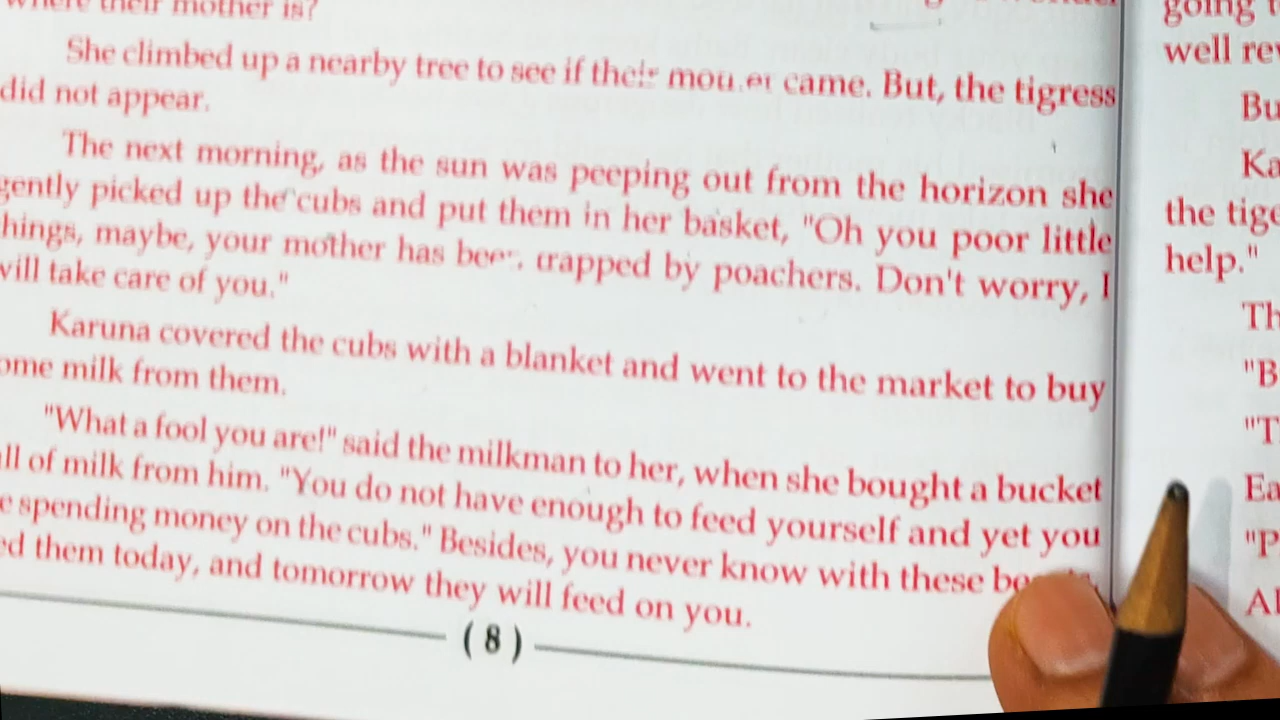 where their mother is?
going
She climbed up a nearby tree to see if their came. But, the tigress
well
did not appear.
Bu
The next morning, as the sun was peeping out from the horizon she
Ka
gently picked up the cubs and put them in her basket, "Oh you poor little
the
hings, maybe, your mother has been trapped by poachers. Don't worry, I
help."
will take care of you."
Th
Karuna covered the cubs with a blanket and went to the market to buy
"B
ome milk from them.
"T
"What a fool you are!" said the milkman to her, when she bought a bucket
Ea
ll of milk from him. "You do not have enough to feed yourself and yet you
"P
e spending money on the cubs." Besides, you never know with these
ed them today, and tomorrow they will feed on you.
( 8 )